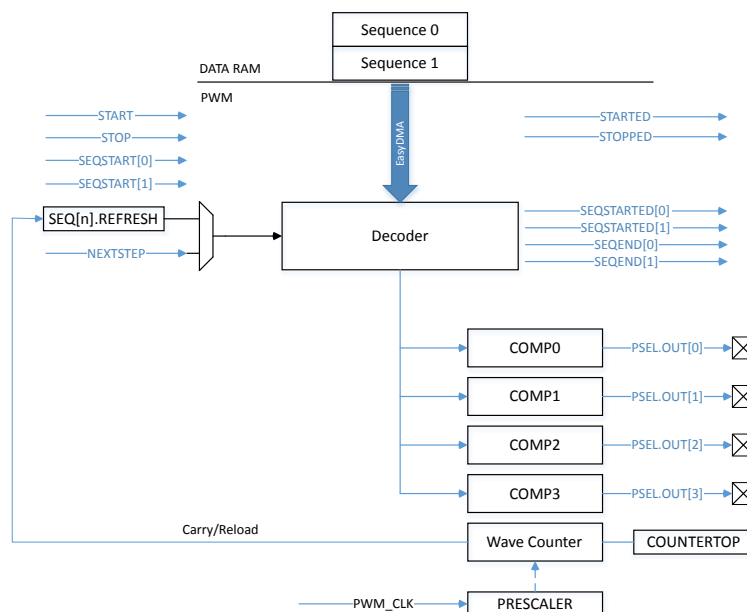 Sequence 0
Sequence 1
DATA RAM
PWM
START
STOP
SEQSTART[0]
SEQSTART[1]
EasyDMA
STARTED
STOPPED
SEQ[n].REFRESH
NEXTSTEP
Decoder
SEQSTARTED[0]
SEQSTARTED[1]
SEQEND[0]
SEQEND[1]
COMP0
PSEL.OUT[0]
COMP1
PSEL.OUT[1]
COMP2
PSEL.OUT[2]
COMP3
PSEL.OUT[3]
Carry/Reload
Wave Counter
COUNTERTOP
PWM_CLK
PRESCALER